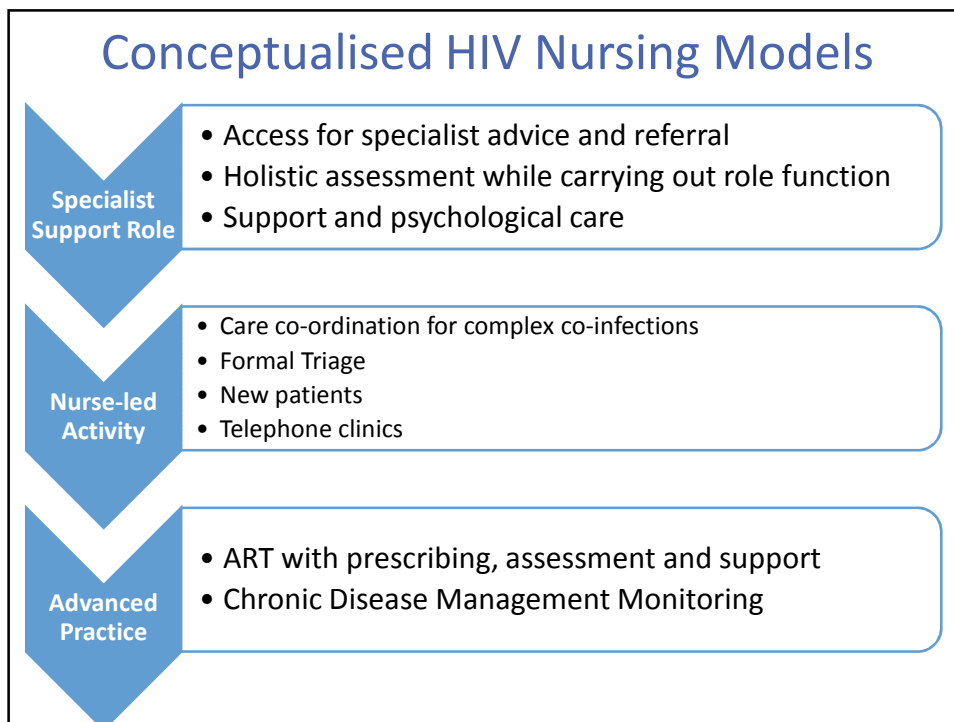 Conceptualised HIV Nursing Models
Specialist
Support Role
• Access for specialist advice and referral
• Holistic assessment while carrying out role function
• Support and psychological care
Nurse-led
Activity
• Care co-ordination for complex co-infections
• Formal Triage
• New patients
• Telephone clinics
Advanced
Practice
• ART with prescribing, assessment and support
• Chronic Disease Management Monitoring